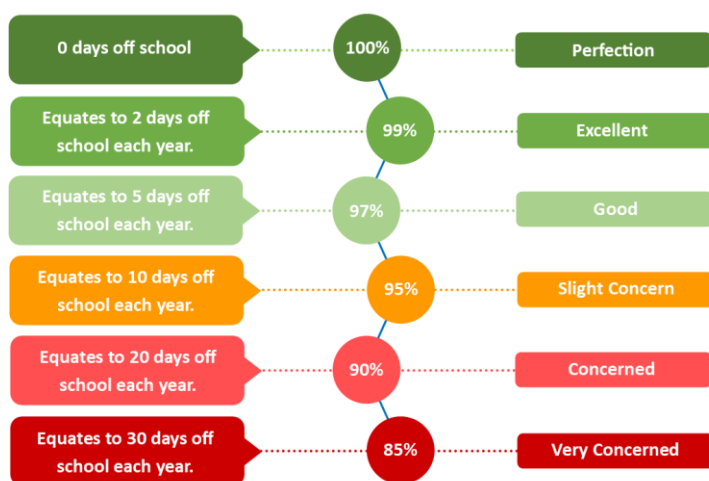 0 days off school
100%
Perfection
Equates to 2 days off
school each year.
99%
Excellent
Equates to 5 days off
school each year.
97%
Good
Equates to 10 days off
school each year.
95%
Slight Concern
Equates to 20 days off
school each year.
90%
Concerned
Equates to 30 days off
school each year.
85%
Very Concerned